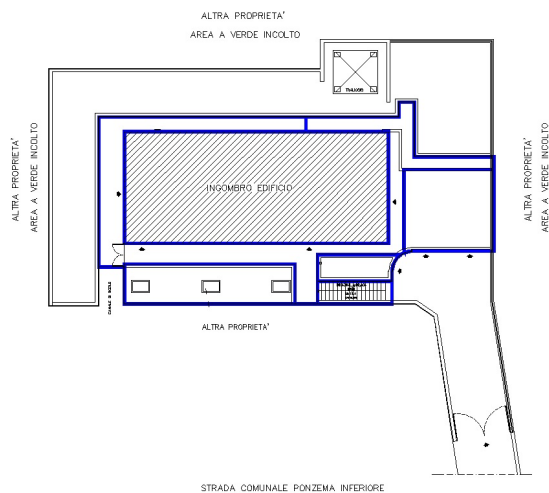 ALTRA PROPRIETA'
AREA A VERDE INCOLTO
TRALICCIO
ALTRA PROPRIETA'
AREA A VERDE INCOLTO
INGOMBRO EDIFICIO
ALTRA PROPRIETA'
AREA A VERDE INCOLTO
ALTRA PROPRIETA'
STRADA COMUNALE PONZEMA INFERIORE